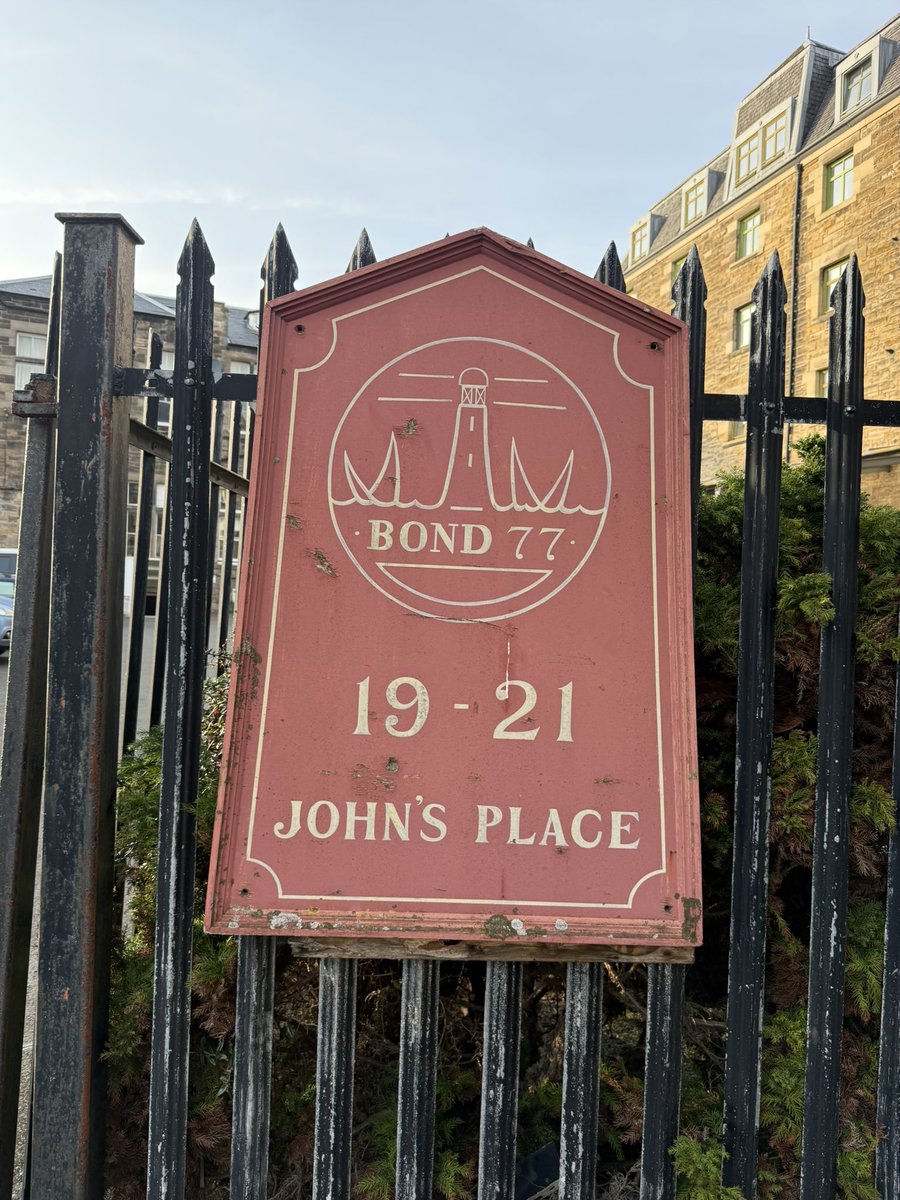 · BOND 77 ·
19 - 21
JOHN'S PLACE